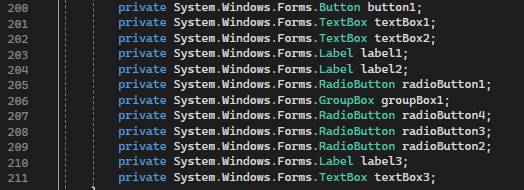 200 private System.Windows.Forms.Button button1;
201 private System.Windows.Forms.TextBox textBox1;
202 private System.Windows.Forms.TextBox textBox2;
203 private System.Windows.Forms.Label label1;
204 private System.Windows.Forms.Label label2;
205 private System.Windows.Forms.RadioButton radioButton1;
206 private System.Windows.Forms.GroupBox groupBox1;
207 private System.Windows.Forms.RadioButton radioButton4;
208 private System.Windows.Forms.RadioButton radioButton3;
209 private System.Windows.Forms.RadioButton radioButton2;
210 private System.Windows.Forms.Label label3;
211 private System.Windows.Forms.TextBox textBox3;